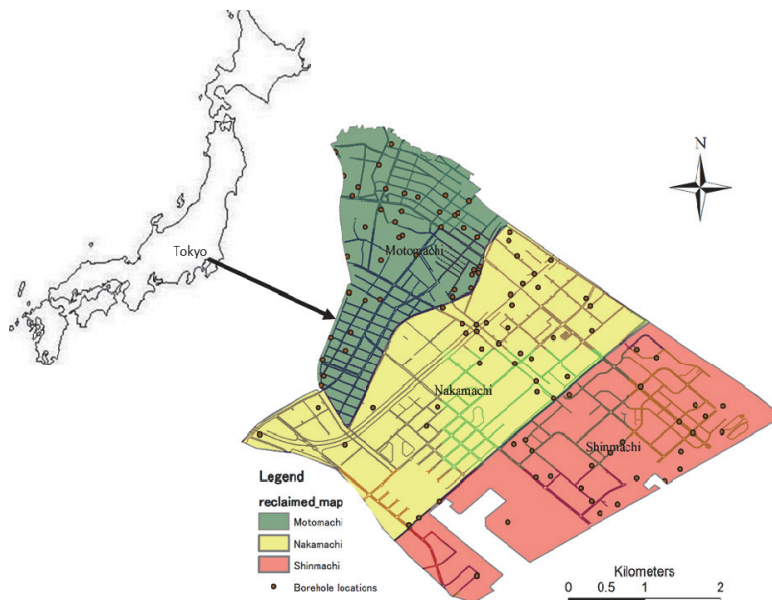 N
Tokyo
Motomachi
Nakamachi
Shinmachi
Legend
reclaimed_map
Motomachi
Nakamachi
Shinmachi
Borehole locations
Kilometers
0 0.5 1 2